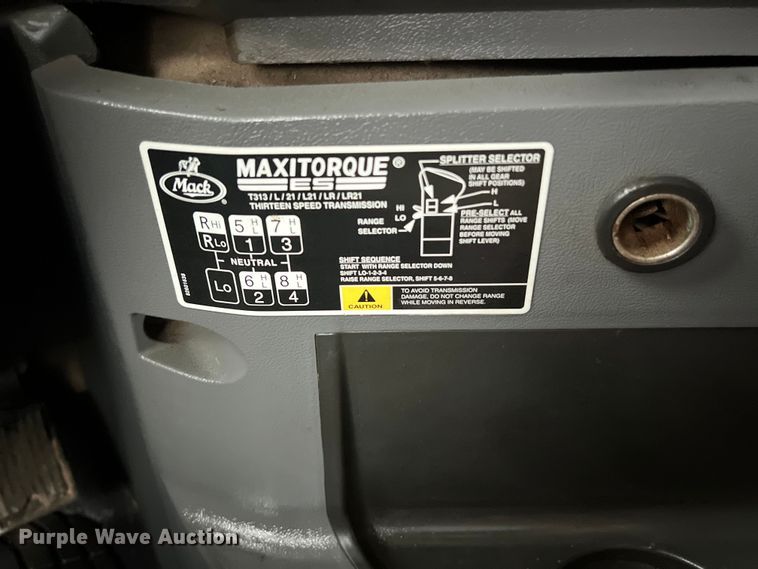 Mack
MAXITORQUE®
ES
T313 / L / 21 / L21 / LR / LR21
THIRTEEN SPEED TRANSMISSION
SPLITTER SELECTOR
(MAY BE SHIFTED
IN ALL GEAR
SHIFT POSITIONS)
H
L
HI
LO
RANGE
SELECTOR
PRE-SELECT ALL
RANGE SHIFTS (MOVE
RANGE SELECTOR
BEFORE MOVING
SHIFT LEVER)
R HI 5 H L 7 H L
R Lo 1 3
NEUTRAL
Lo 6 H L 8 H L
2 4
SHIFT SEQUENCE
START WITH RANGE SELECTOR DOWN
SHIFT LO-1-2-3-4
RAISE RANGE SELECTOR, SHIFT 5-6-7-8
CAUTION
TO AVOID TRANSMISSION
DAMAGE, DO NOT CHANGE RANGE
WHILE MOVING IN REVERSE.
Purple Wave Auction